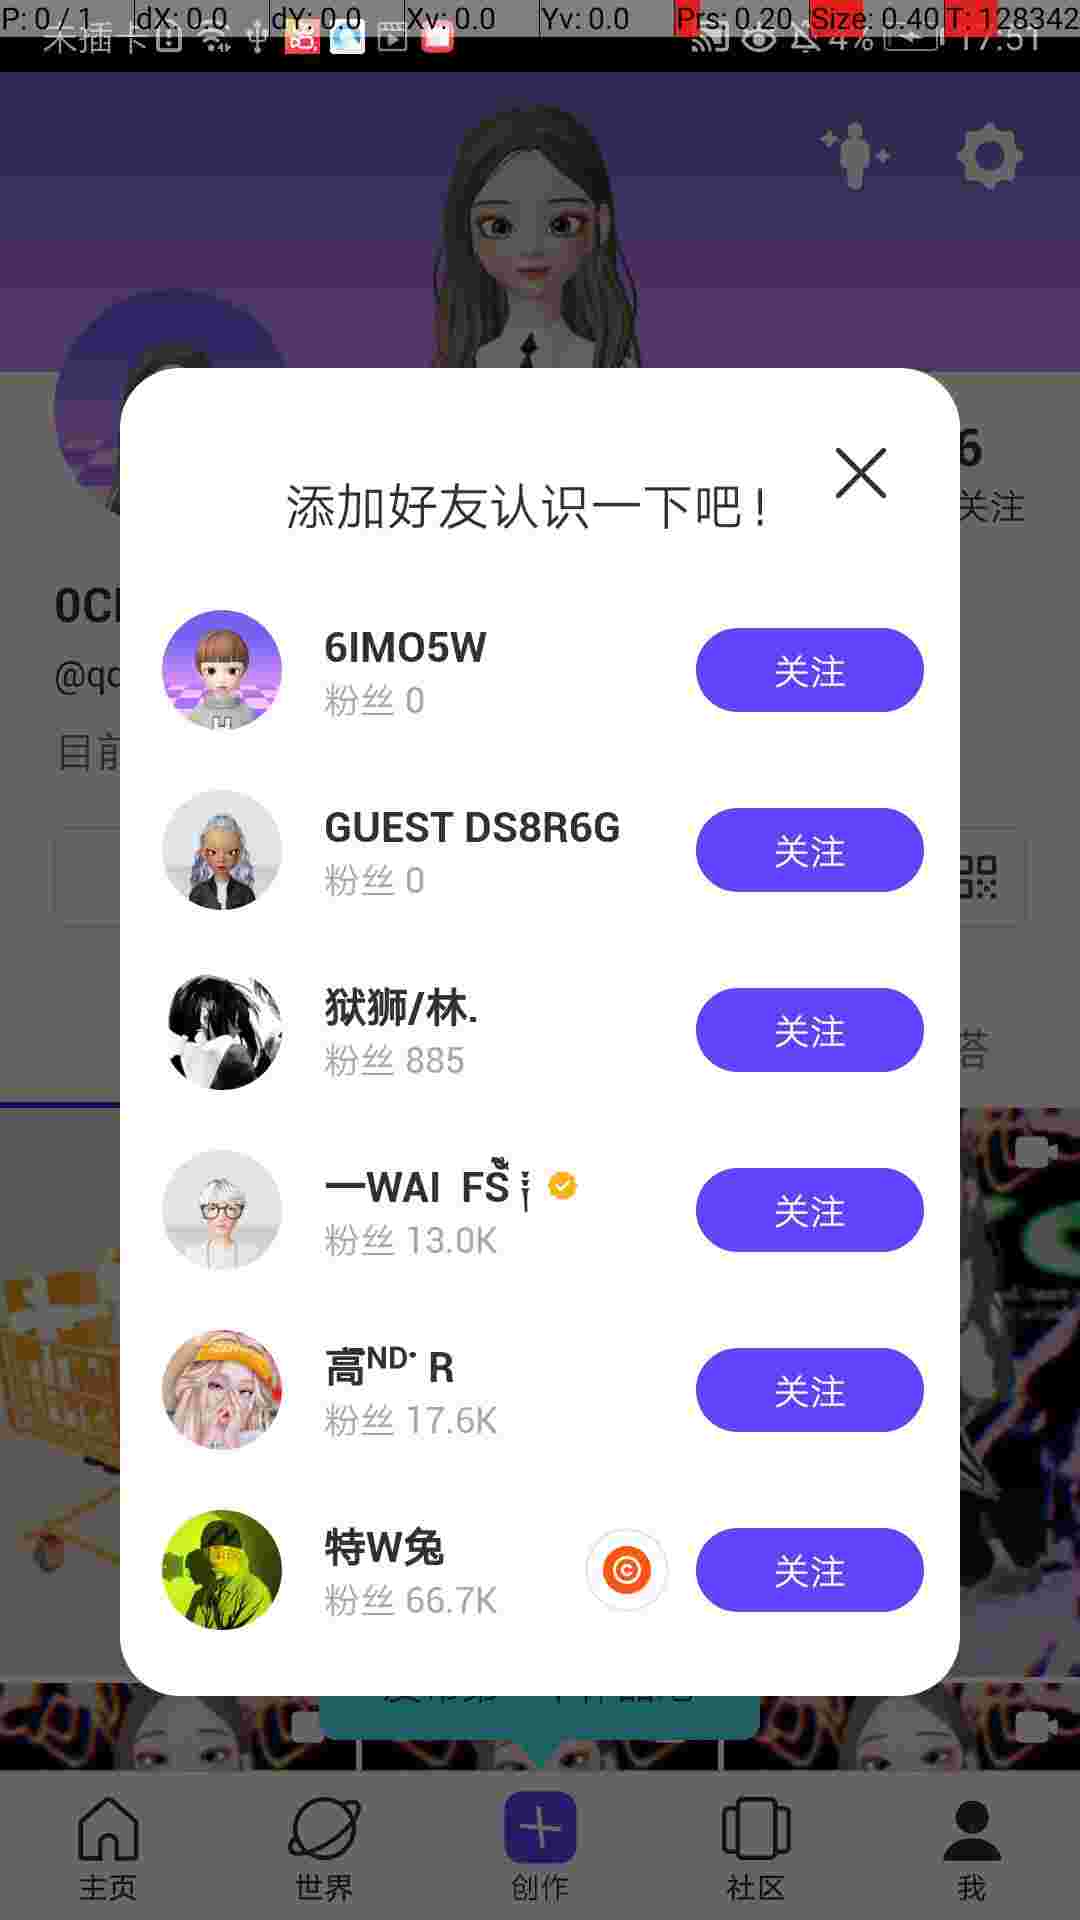 P: 0 / 1 dX: 0.0 dY: 0.0 Xv: 0.0 Yv: 0.0 Prs: 0.20 Size: 0.40 T: 128342
未插卡 4% 17:51
6
关注
添加好友认识一下吧!
6IMO5W
粉丝 0
关注
GUEST DS8R6G
粉丝 0
关注
狱狮/林.
粉丝 885
关注
一WAI FS
粉丝 13.0K
关注
高ᴺᴰ· R
粉丝 17.6K
关注
特W兔
粉丝 66.7K
关注
@qc
目前
答
主页
世界
创作
社区
我